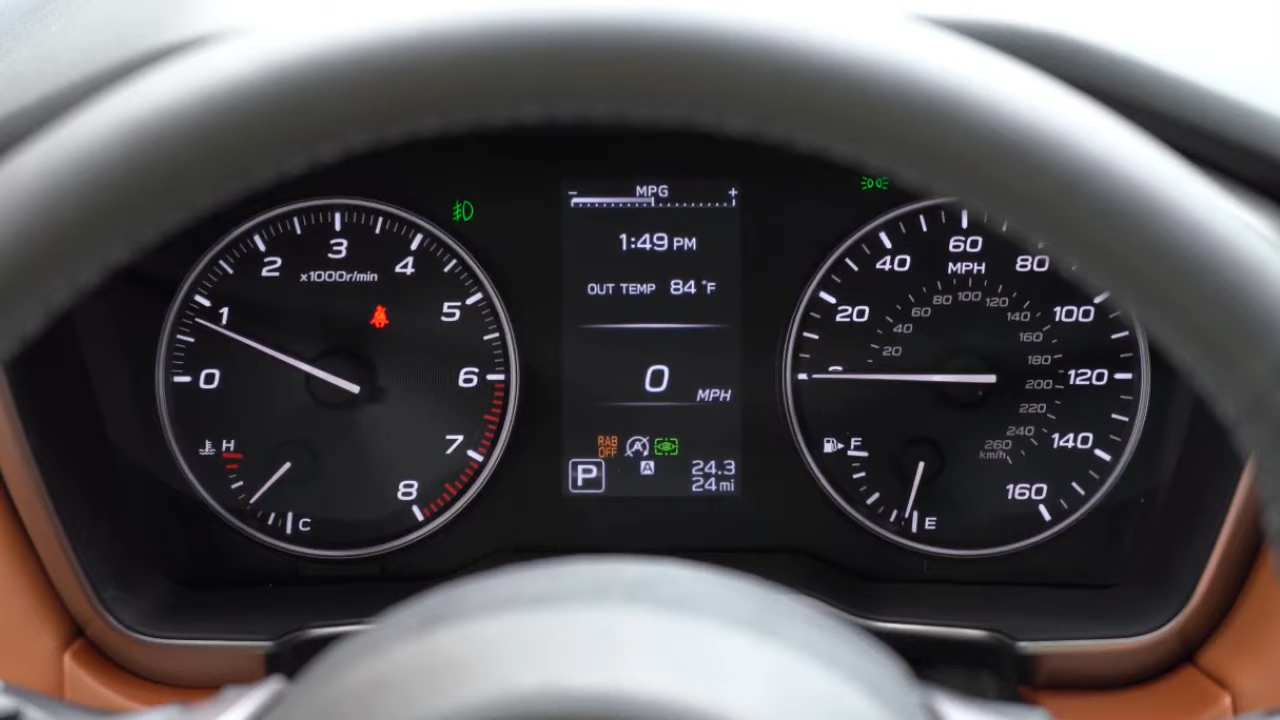 MPG
- +
1:49 PM
OUT TEMP 84 °F
0
MPH
RAB
OFF
A
A
P
24.3
24 mi
0
1
2
3
4
5
6
7
8
x1000r/min
H
C
20
40
60
80
100
120
140
160
MPH
20
40
60
80
100
120
140
160
180
200
220
240
260
km/h
F
E